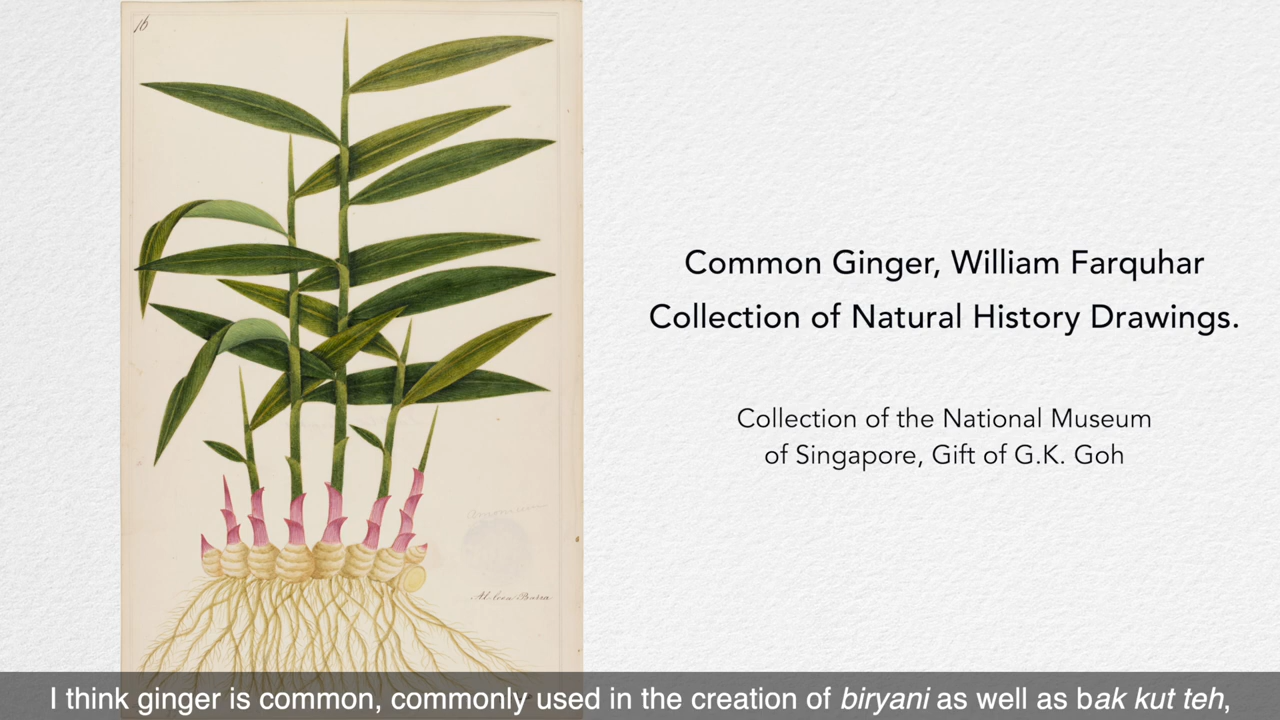 16
Common Ginger, William Farquhar
Collection of Natural History Drawings.
Collection of the National Museum
of Singapore, Gift of G.K. Goh
I think ginger is common, commonly used in the creation of biryani as well as bak kut teh,